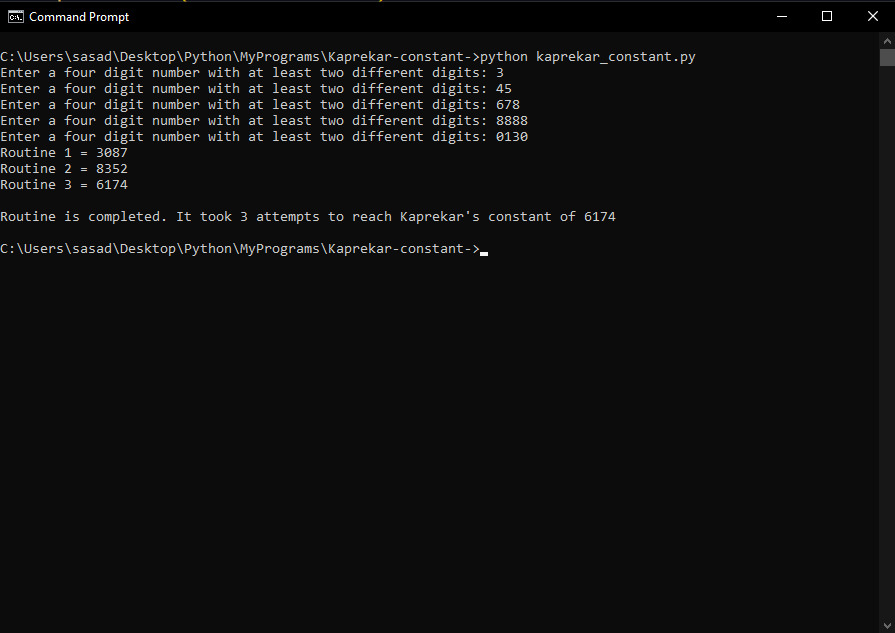 Command Prompt
C:\Users\sasad\Desktop\Python\MyPrograms\Kaprekar-constant->python kaprekar_constant.py
Enter a four digit number with at least two different digits: 3
Enter a four digit number with at least two different digits: 45
Enter a four digit number with at least two different digits: 678
Enter a four digit number with at least two different digits: 8888
Enter a four digit number with at least two different digits: 0130
Routine 1 = 3087
Routine 2 = 8352
Routine 3 = 6174
Routine is completed. It took 3 attempts to reach Kaprekar's constant of 6174
C:\Users\sasad\Desktop\Python\MyPrograms\Kaprekar-constant->